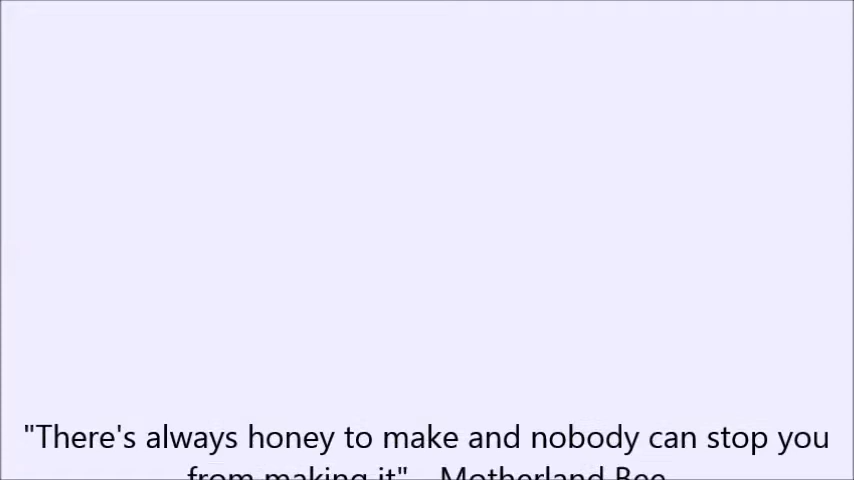 "There's always honey to make and nobody can stop you
from making it" - Motherland Bee